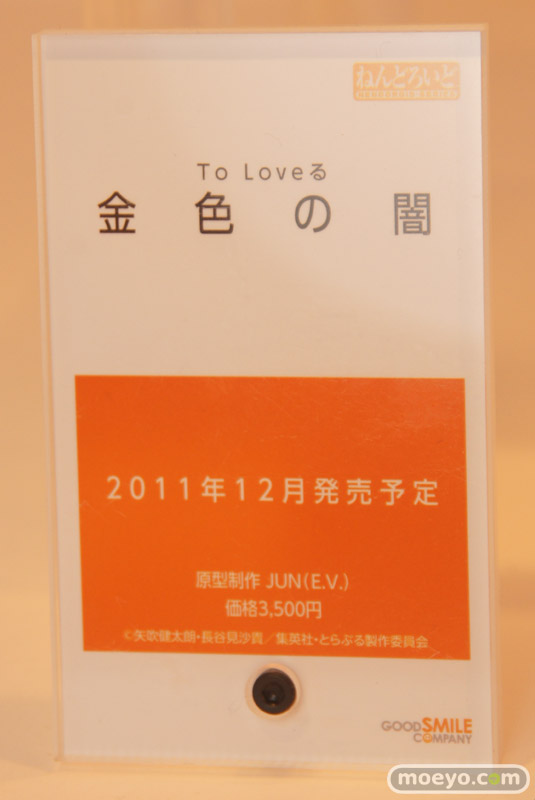 ねんどろいど
NENDOROID SERIES
To Loveる
金色の闇
2011年12月発売予定
原型制作 JUN(E.V.)
価格3,500円
©矢吹健太朗・長谷見沙貴／集英社・とらぶる製作委員会
GOOD SMILE
COMPANY
moeyo.com